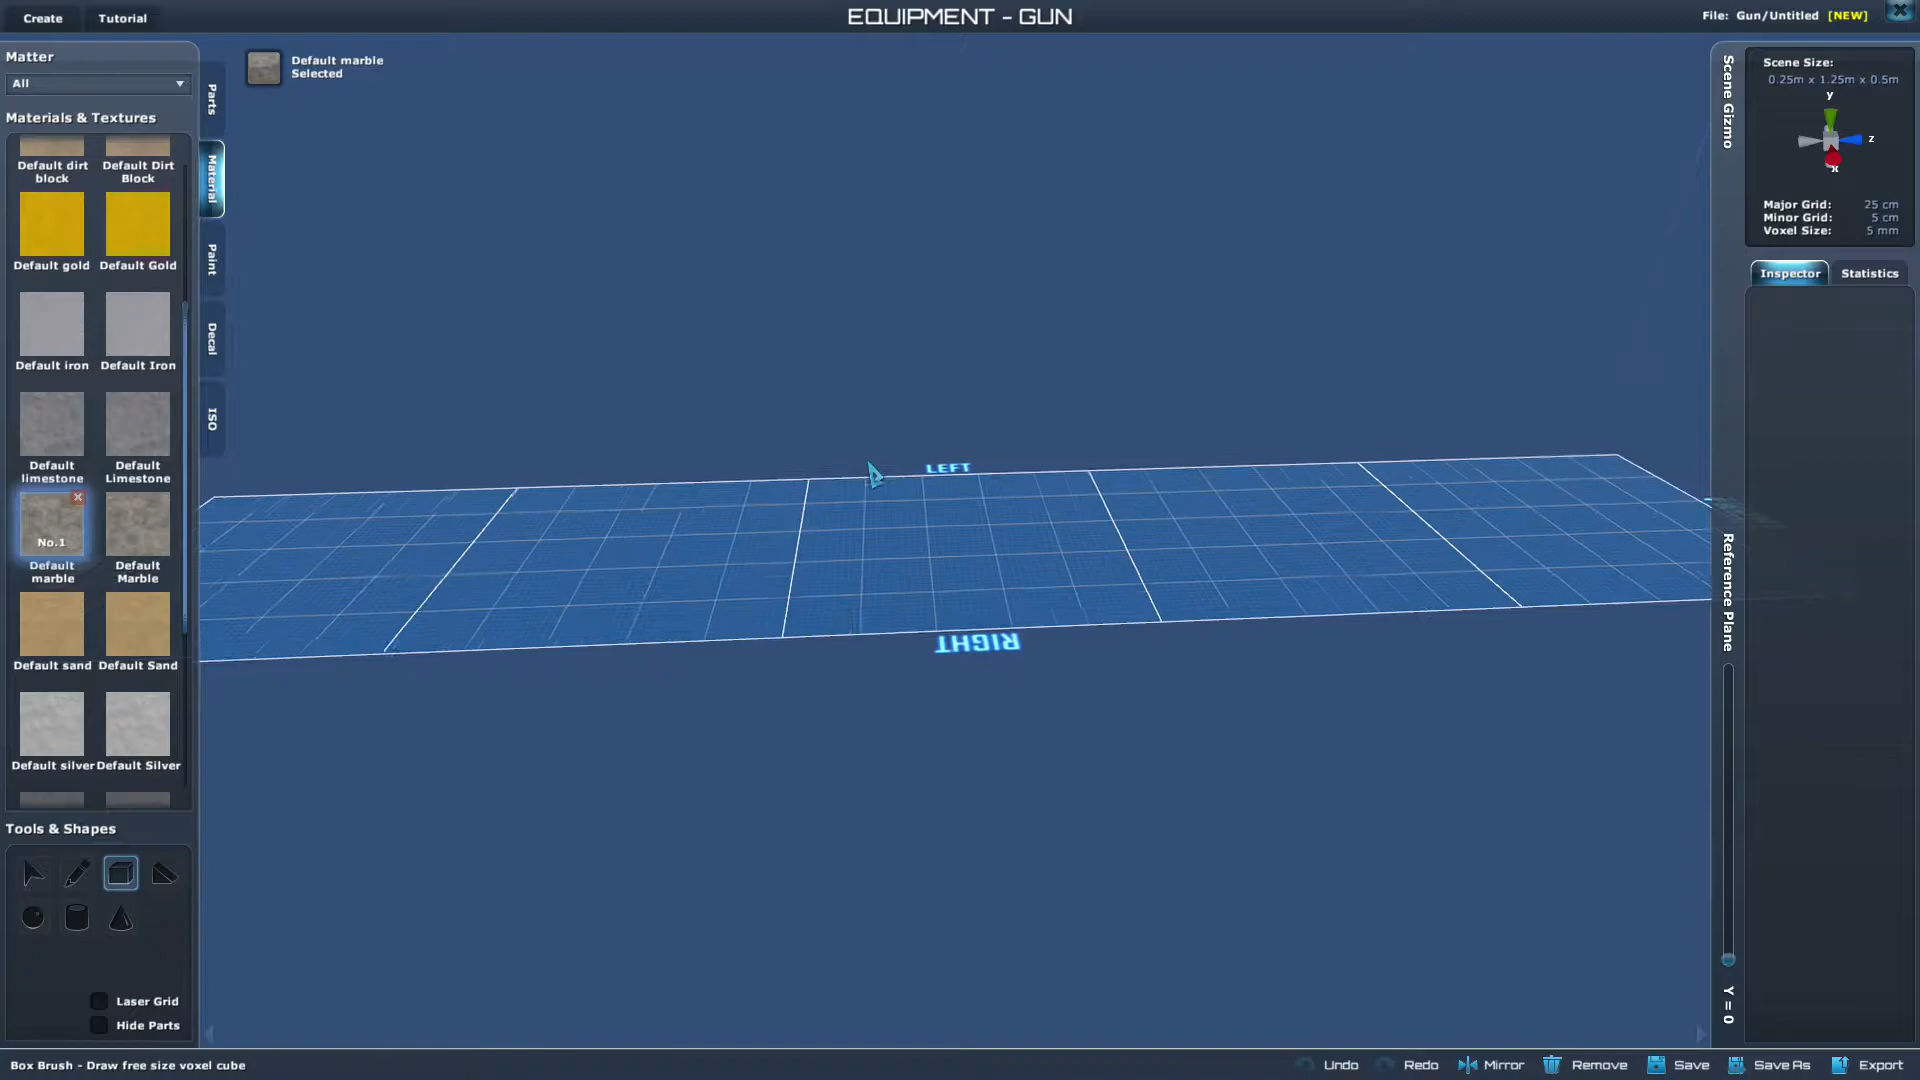 Create
Tutorial
EQUIPMENT - GUN
File: Gun/Untitled [NEW]
Matter
All
Materials & Textures
Default dirt block
Default Dirt Block
Default gold
Default Gold
Default iron
Default Iron
Default limestone
Default Limestone
No.1
Default marble
Default Marble
Default sand
Default Sand
Default silver
Default Silver
Tools & Shapes
Laser Grid
Hide Parts
Box Brush - Draw free size voxel cube
Parts
Material
Paint
Decal
ISO
Default marble
Selected
LEFT
RIGHT
Scene Gizmo
Scene Size:
0.25m x 1.25m x 0.5m
y
z
x
Major Grid: 25 cm
Minor Grid: 5 cm
Voxel Size: 5 mm
Inspector
Statistics
Reference Plane
Y = 0
Undo
Redo
Mirror
Remove
Save
Save As
Export